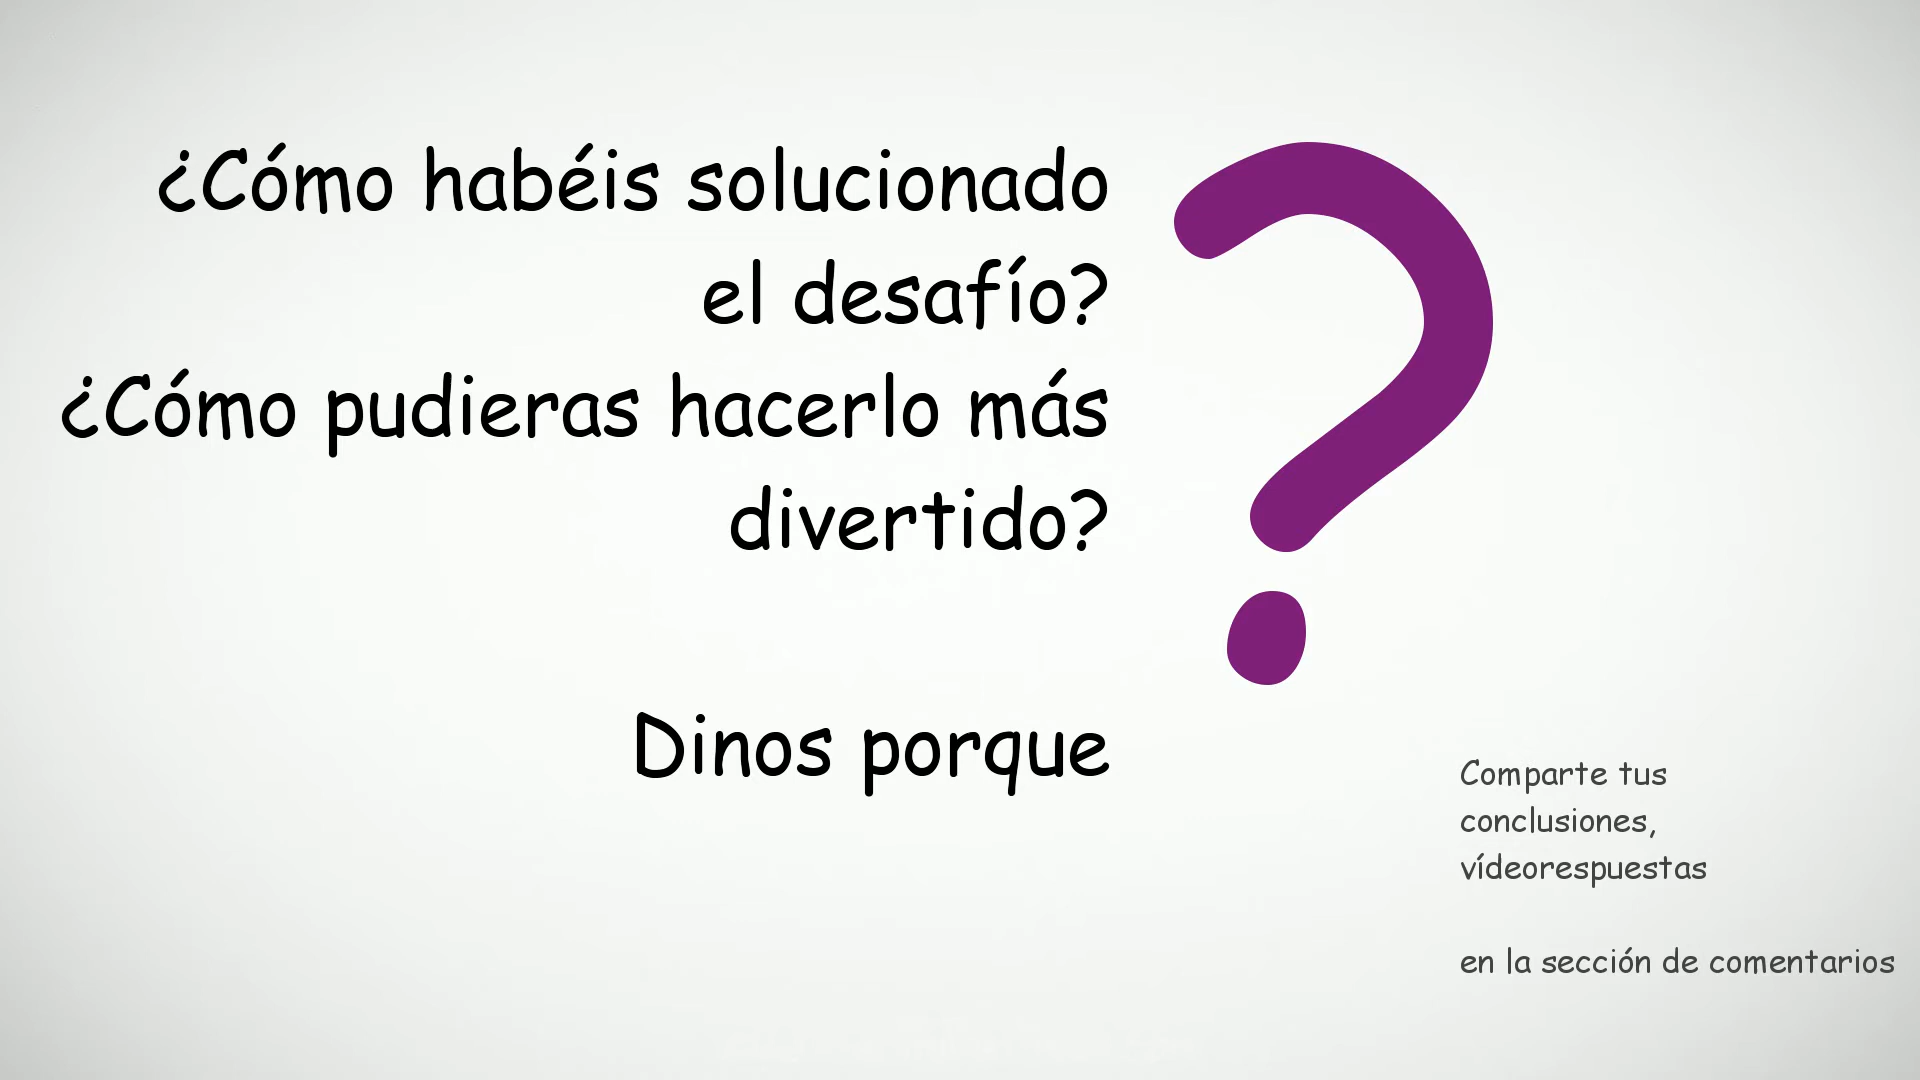 ¿Cómo habéis solucionado
el desafío?
¿Cómo pudieras hacerlo más
divertido?
Dinos porque
?
Comparte tus
conclusiones,
vídeorespuestas
en la sección de comentarios